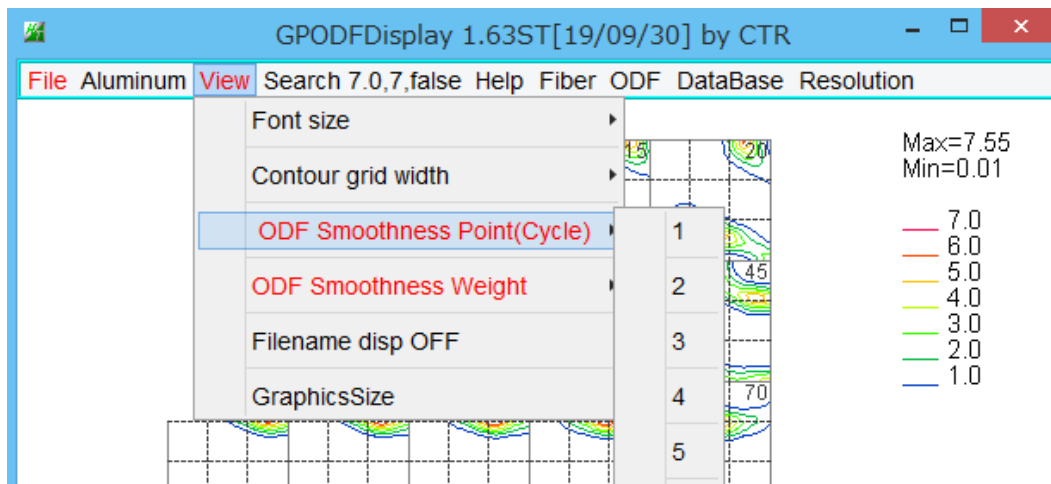 GPODFDisplay 1.63ST[19/09/30] by CTR
File Aluminum View Search 7.0,7,false Help Fiber ODF DataBase Resolution
Font size
Contour grid width
ODF Smoothness Point(Cycle)
ODF Smoothness Weight
Filename disp OFF
GraphicsSize
1
2
3
4
5
15
20
45
70
Max=7.55
Min=0.01
7.0
6.0
5.0
4.0
3.0
2.0
1.0